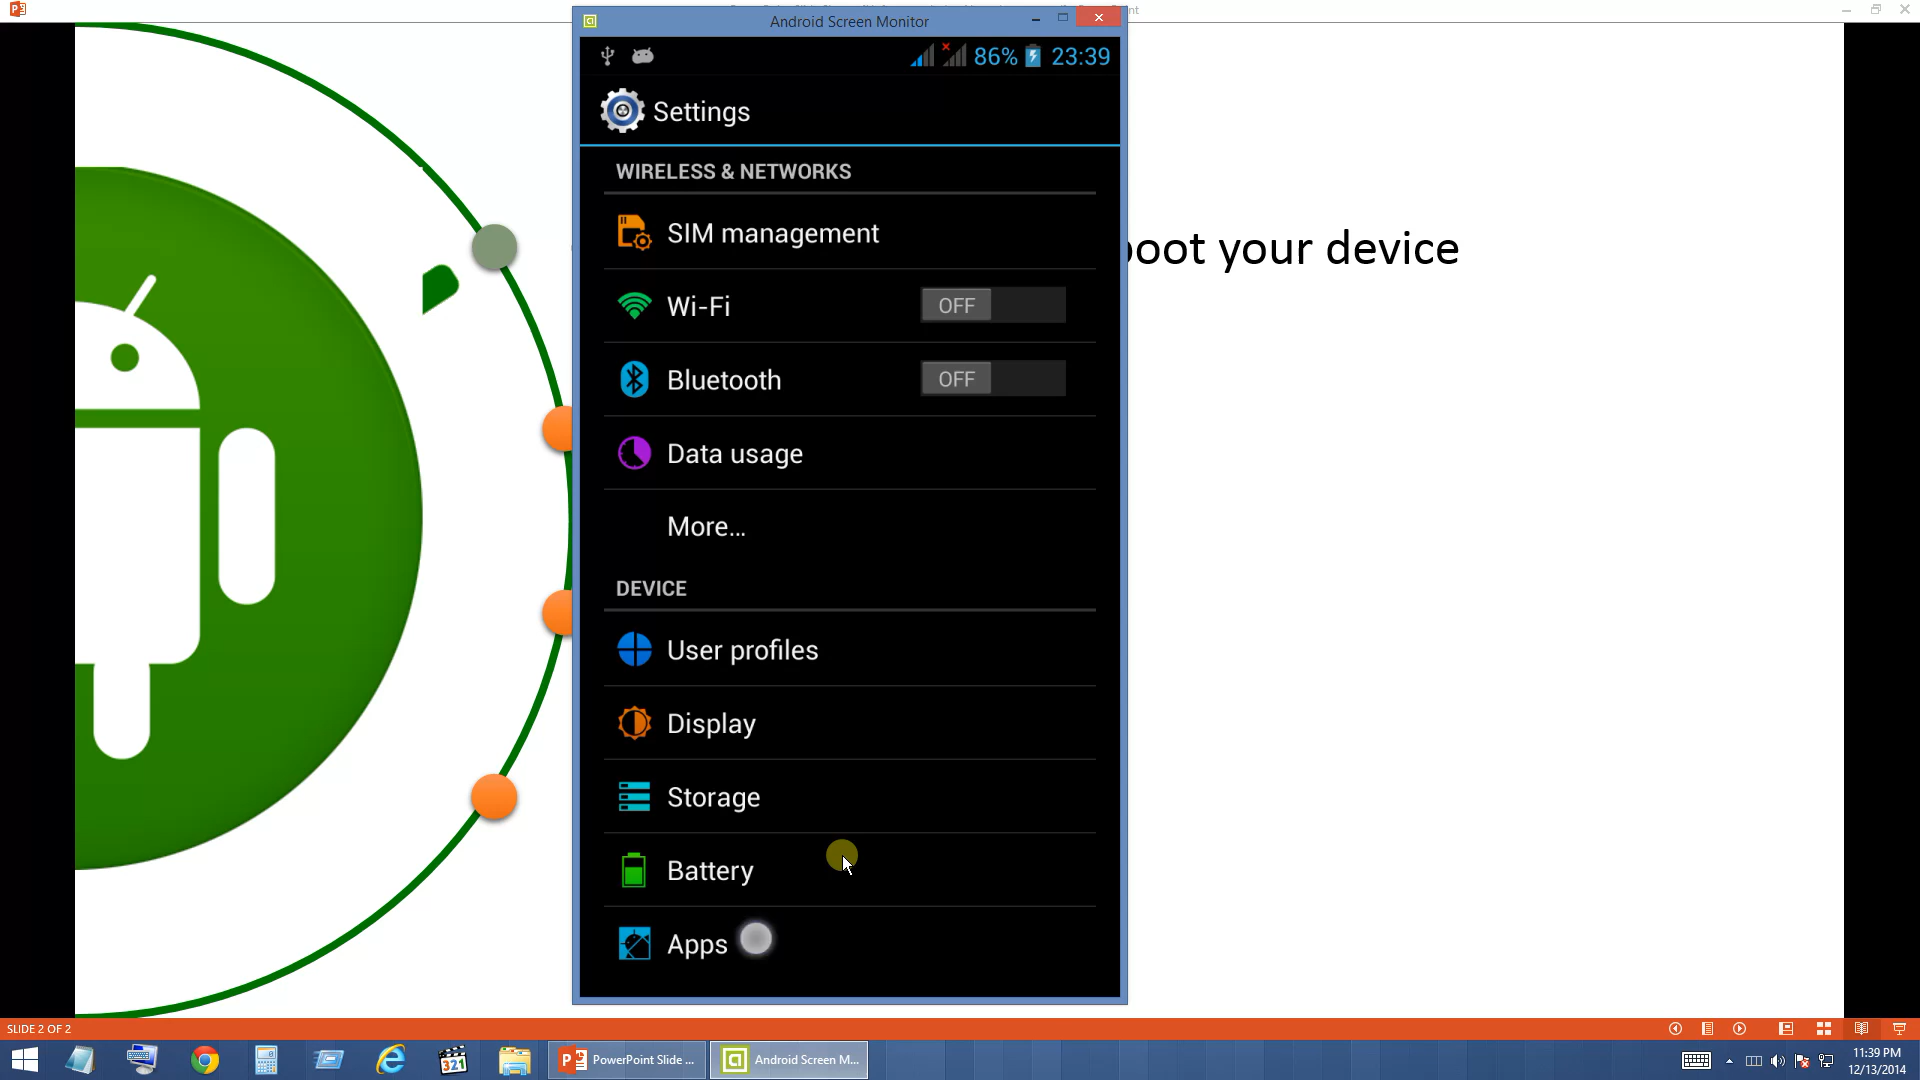 Android Screen Monitor
86% 23:39
Settings
WIRELESS & NETWORKS
SIM management
boot your device
Wi-Fi OFF
Bluetooth OFF
Data usage
More...
DEVICE
User profiles
Display
Storage
Battery
Apps
SLIDE 2 OF 2
321
PowerPoint Slide ...
Android Screen M...
11:39 PM
12/13/2014